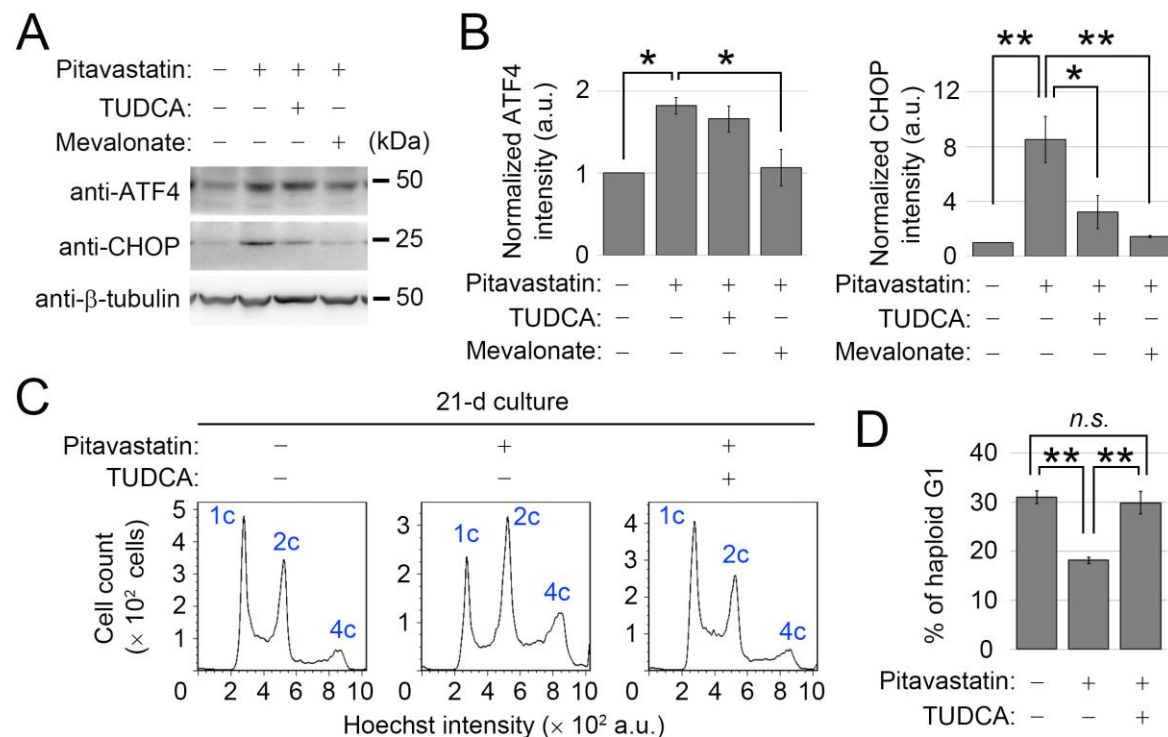 A
Pitavastatin: – + + +
TUDCA: – – + –
Mevalonate: – – – + (kDa)
anti-ATF4 50
anti-CHOP 25
anti-β-tubulin 50
B
Normalized ATF4
intensity (a.u.)
2
1
0
* *
Pitavastatin: – + + +
TUDCA: – – + –
Mevalonate: – – – +
Normalized CHOP
intensity (a.u.)
12
8
4
0
** **
*
Pitavastatin: – + + +
TUDCA: – – + –
Mevalonate: – – – +
C
21-d culture
Pitavastatin: – + +
TUDCA: – – +
Cell count
(× 10² cells)
5
4
3
2
1
1c 2c 4c
0 2 4 6 8 10
3
2
1
1c 2c 4c
0 2 4 6 8 10
4
3
2
1
1c 2c 4c
0 2 4 6 8 10
Hoechst intensity (× 10² a.u.)
D
% of haploid G1
n.s.
** **
40
30
20
10
0
Pitavastatin: – + +
TUDCA: – – +